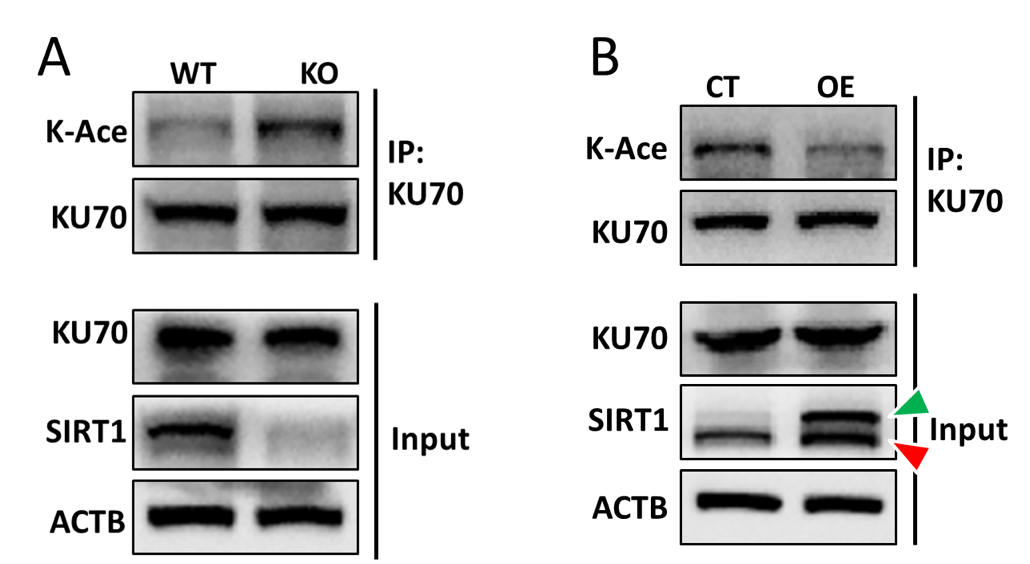 A
WT KO
K-Ace
KU70
IP:
KU70
KU70
SIRT1
ACTB
Input
B
CT OE
K-Ace
KU70
IP:
KU70
KU70
SIRT1
ACTB
Input